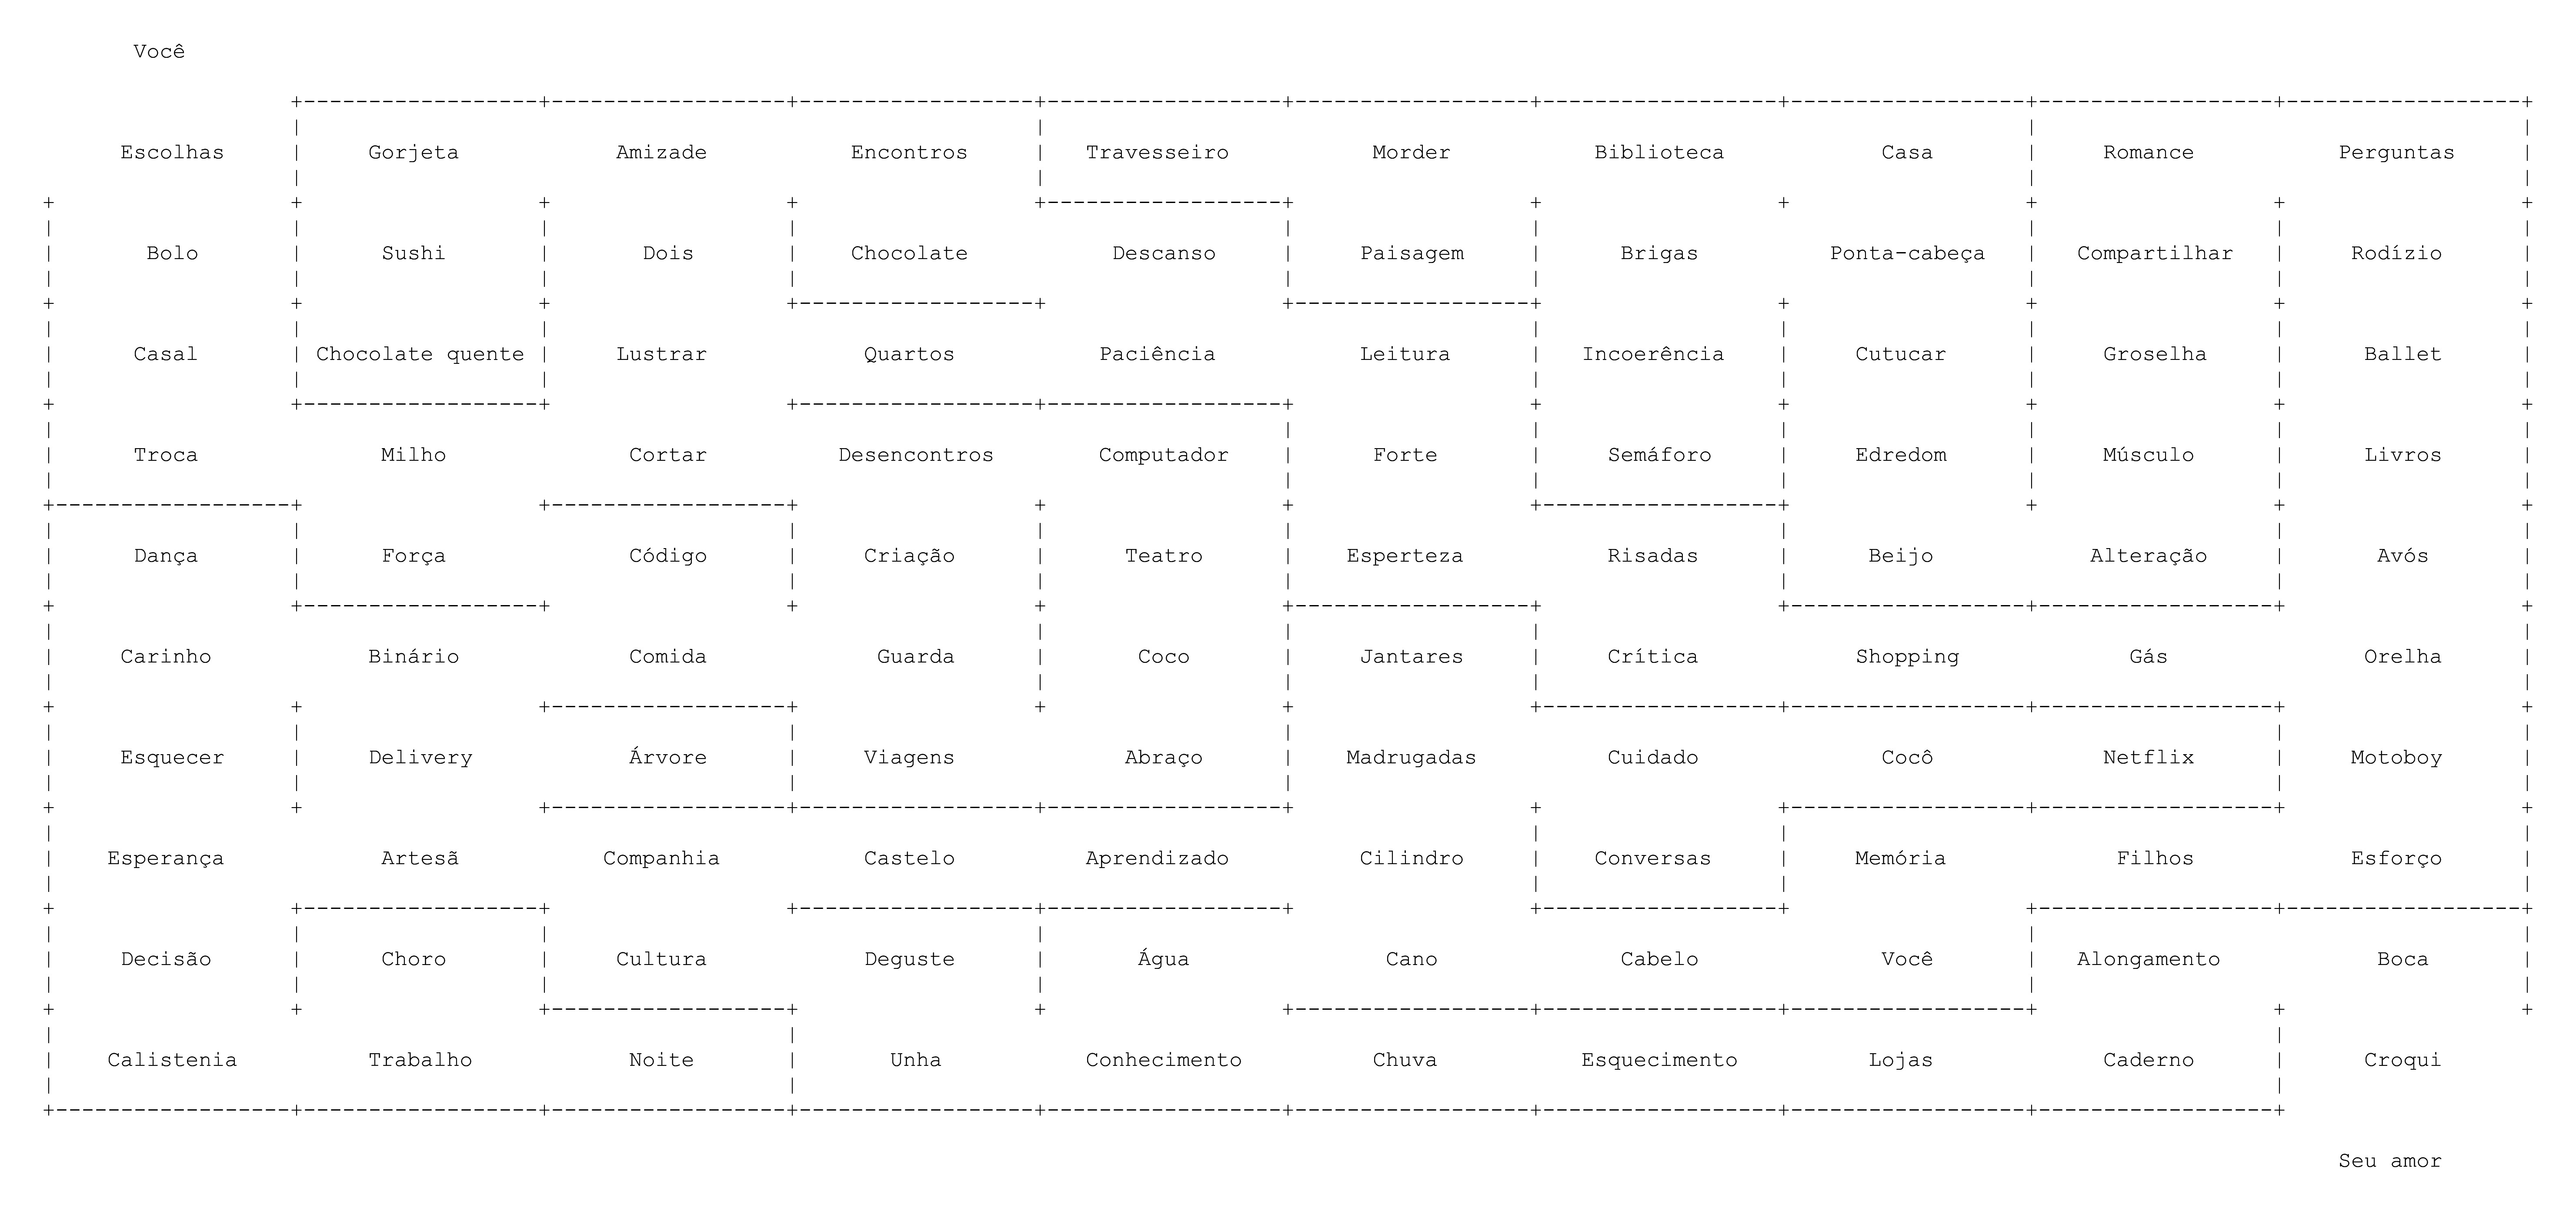 Você
Escolhas Gorjeta Amizade Encontros Travesseiro Morder Biblioteca Casa Romance Perguntas
Bolo Sushi Dois Chocolate Descanso Paisagem Brigas Ponta-cabeça Compartilhar Rodízio
Casal Chocolate quente Lustrar Quartos Paciência Leitura Incoerência Cutucar Groselha Ballet
Troca Milho Cortar Desencontros Computador Forte Semáforo Edredom Músculo Livros
Dança Força Código Criação Teatro Esperteza Risadas Beijo Alteração Avós
Carinho Binário Comida Guarda Coco Jantares Crítica Shopping Gás Orelha
Esquecer Delivery Árvore Viagens Abraço Madrugadas Cuidado Cocô Netflix Motoboy
Esperança Artesã Companhia Castelo Aprendizado Cilindro Conversas Memória Filhos Esforço
Decisão Choro Cultura Deguste Água Cano Cabelo Você Alongamento Boca
Calistenia Trabalho Noite Unha Conhecimento Chuva Esquecimento Lojas Caderno Croqui
Seu amor